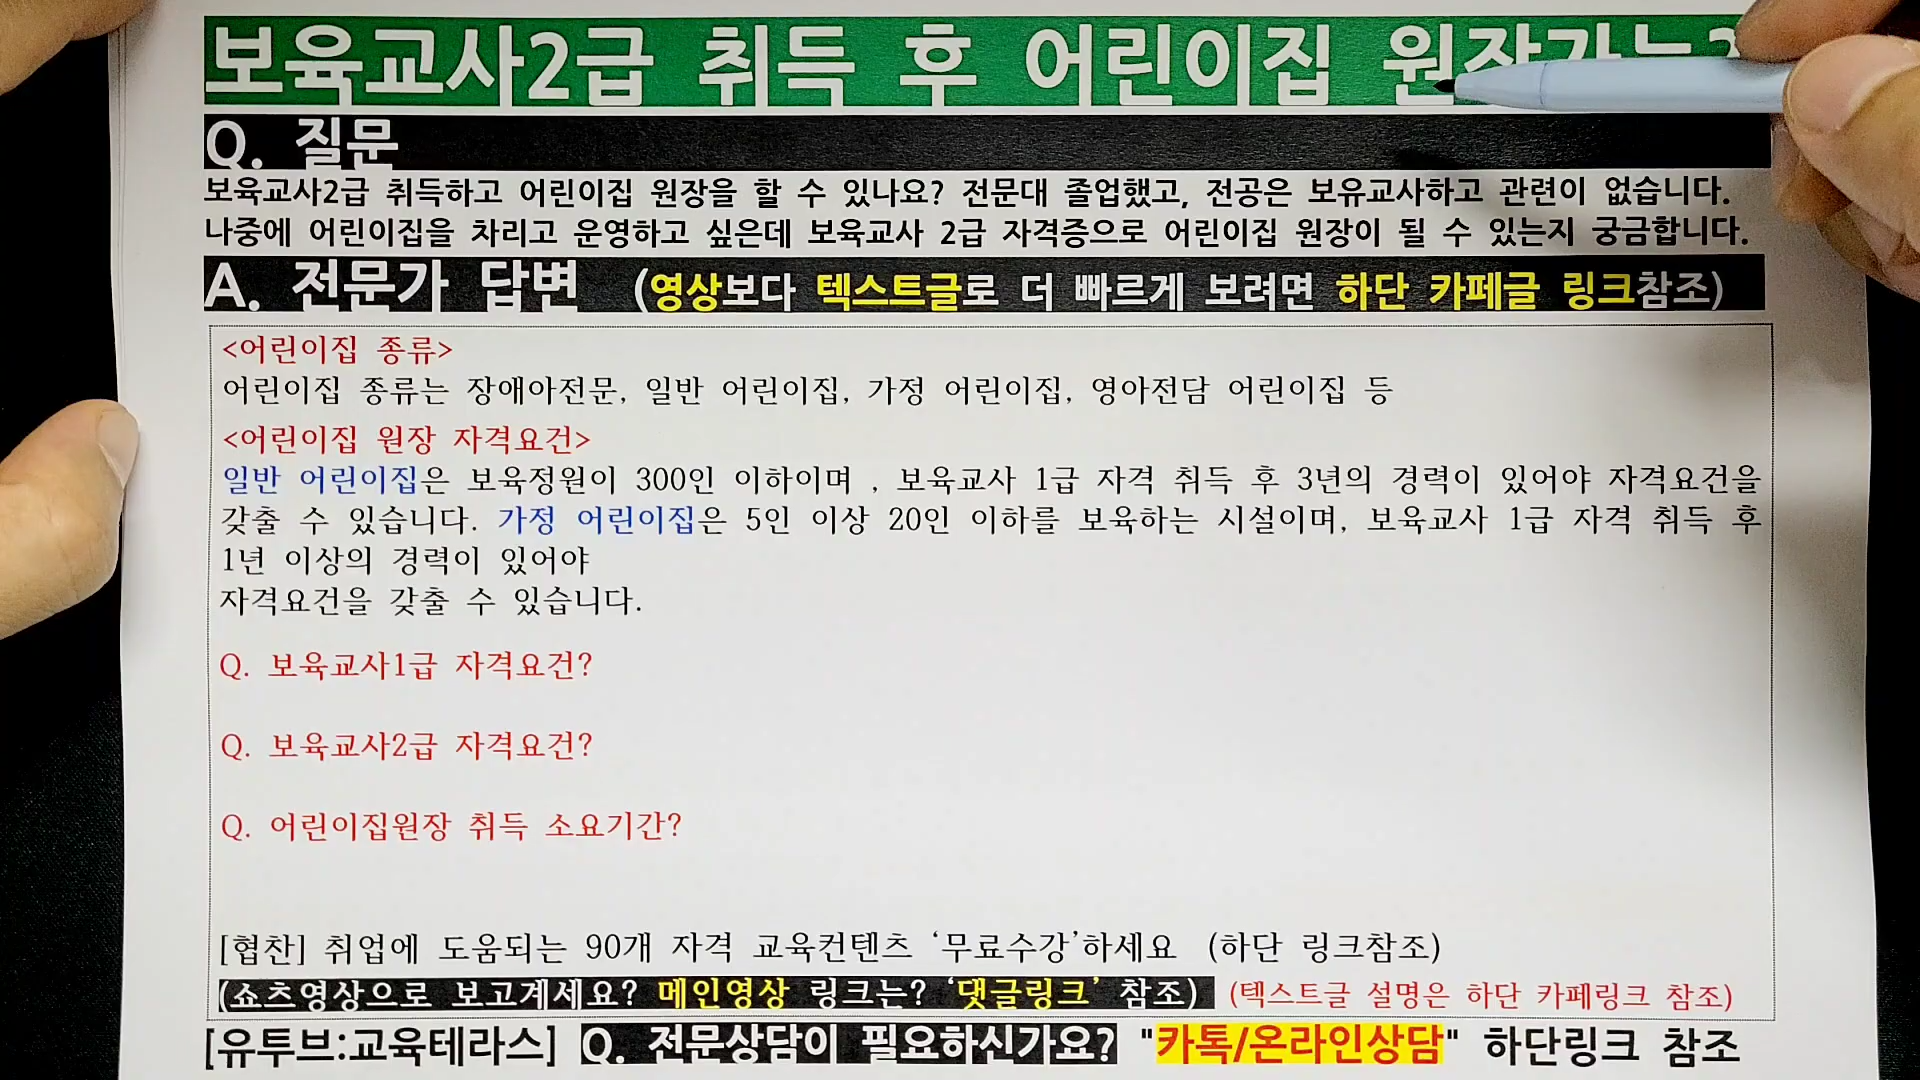 보육교사2급 취득 후 어린이집 원장가능?
Q. 질문
보육교사2급 취득하고 어린이집 원장을 할 수 있나요? 전문대 졸업했고, 전공은 보유교사하고 관련이 없습니다.
나중에 어린이집을 차리고 운영하고 싶은데 보육교사 2급 자격증으로 어린이집 원장이 될 수 있는지 궁금합니다.
A. 전문가 답변 (영상보다 텍스트글로 더 빠르게 보려면 하단 카페글 링크참조)
<어린이집 종류>
어린이집 종류는 장애아전문, 일반 어린이집, 가정 어린이집, 영아전담 어린이집 등
<어린이집 원장 자격요건>
일반 어린이집은 보육정원이 300인 이하이며 , 보육교사 1급 자격 취득 후 3년의 경력이 있어야 자격요건을
갖출 수 있습니다. 가정 어린이집은 5인 이상 20인 이하를 보육하는 시설이며, 보육교사 1급 자격 취득 후
1년 이상의 경력이 있어야
자격요건을 갖출 수 있습니다.
Q. 보육교사1급 자격요건?
Q. 보육교사2급 자격요건?
Q. 어린이집원장 취득 소요기간?
[협찬] 취업에 도움되는 90개 자격 교육컨텐츠 ‘무료수강’하세요 (하단 링크참조)
(쇼츠영상으로 보고계세요? 메인영상 링크는? ‘댓글링크’ 참조) (텍스트글 설명은 하단 카페링크 참조)
[유투브:교육테라스] Q. 전문상담이 필요하신가요? "카톡/온라인상담" 하단링크 참조